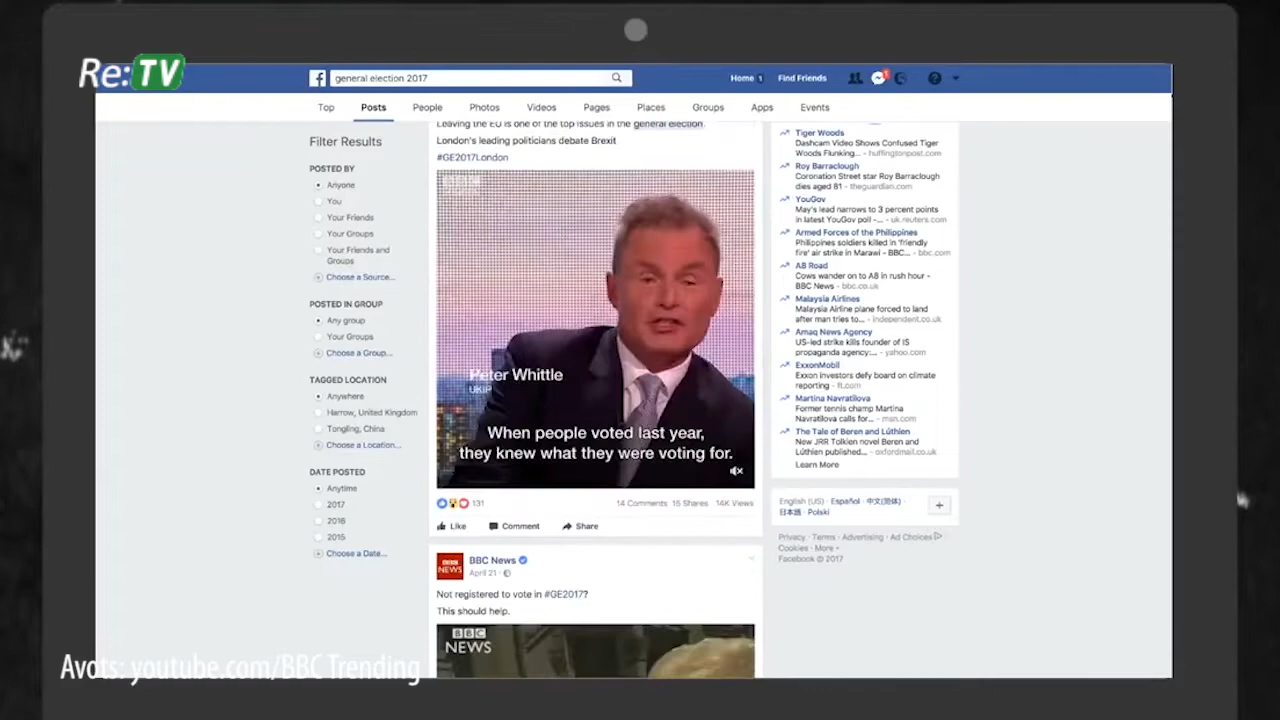 Re:TV
general election 2017
Home 1
Find Friends
1
Top
Posts
People
Photos
Videos
Pages
Places
Groups
Apps
Events
Filter Results
POSTED BY
Anyone
You
Your Friends
Your Groups
Your Friends and
Groups
Choose a Source...
POSTED IN GROUP
Any group
Your Groups
Choose a Group...
TAGGED LOCATION
Anywhere
Harrow, United Kingdom
Tongling, China
Choose a Location...
DATE POSTED
Anytime
2017
2016
2015
Choose a Date...
Leaving the EU is one of the top issues in the general election.
London's leading politicians debate Brexit
#GE2017London
BBC
Peter Whittle
UKIP
When people voted last year,
they knew what they were voting for.
131
14 Comments 15 Shares 14K Views
Like
Comment
Share
BBC
NEWS
BBC News
April 21 ·
Not registered to vote in #GE2017?
This should help.
BBC
NEWS
Tiger Woods
Dashcam Video Shows Confused Tiger
Woods Flunking... - huffingtonpost.com
Roy Barraclough
Coronation Street star Roy Barraclough
dies aged 81 - theguardian.com
YouGov
May's lead narrows to 3 percent points
in latest YouGov poll -... - uk.reuters.com
Armed Forces of the Philippines
Philippines soldiers killed in 'friendly
fire' air strike in Marawi - BBC... - bbc.com
A8 Road
Cows wander on to A8 in rush hour -
BBC News - bbc.co.uk
Malaysia Airlines
Malaysia Airline plane forced to land
after man tries to... - independent.co.uk
Amaq News Agency
US-led strike kills founder of IS
propaganda agency:... - yahoo.com
ExxonMobil
Exxon investors defy board on climate
reporting - ft.com
Martina Navratilova
Former tennis champ Martina
Navratilova calls for... - msn.com
The Tale of Beren and Lúthien
New JRR Tolkien novel Beren and
Lúthien published... - oxfordmail.co.uk
Learn More
English (US) · Español · 中文(简体) ·
日本語 · Polski
+
Privacy · Terms · Advertising · Ad Choices
Cookies · More
Facebook © 2017
Avots: youtube.com/BBC Trending